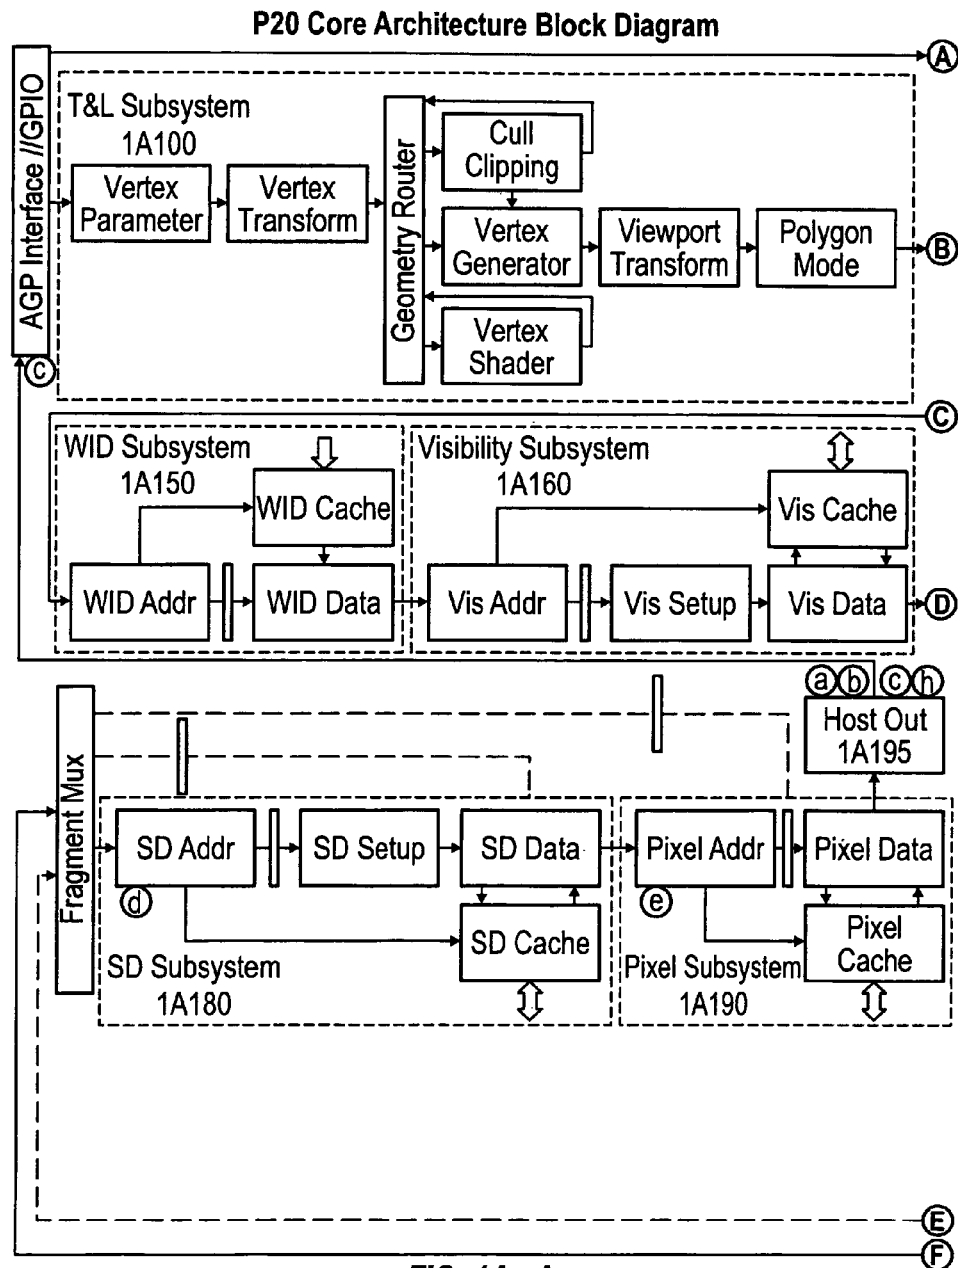 P20 Core Architecture Block Diagram
AGP Interface //GPIO
A
T&L Subsystem
1A100
Vertex
Parameter
Vertex
Transform
Geometry Router
Cull
Clipping
Vertex
Generator
Viewport
Transform
Polygon
Mode
B
Vertex
Shader
c
C
WID Subsystem
1A150
WID Cache
WID Addr
WID Data
Visibility Subsystem
1A160
Vis Cache
Vis Addr
Vis Setup
Vis Data
D
a b c h
Host Out
1A195
Fragment Mux
SD Addr
SD Setup
SD Data
d
SD Cache
SD Subsystem
1A180
Pixel Addr
Pixel Data
e
Pixel
Cache
Pixel Subsystem
1A190
E
F